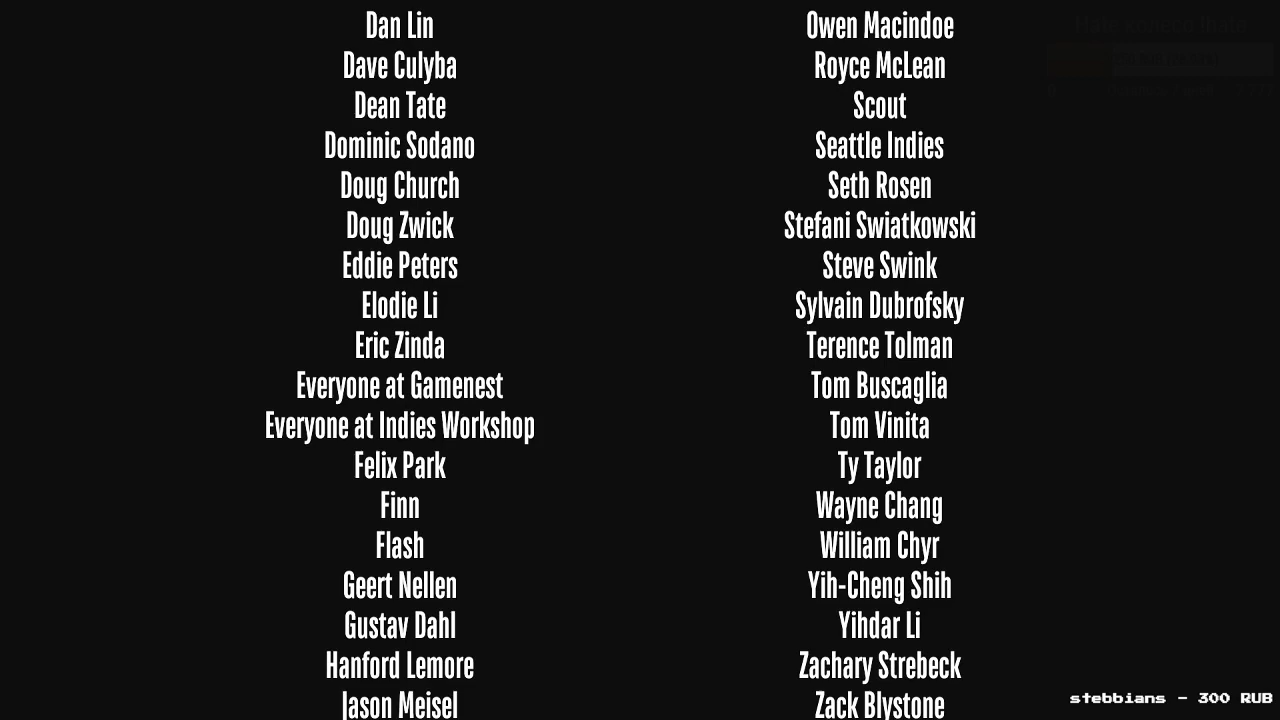 Dan Lin
Dave Culyba
Dean Tate
Dominic Sodano
Doug Church
Doug Zwick
Eddie Peters
Elodie Li
Eric Zinda
Everyone at Gamenest
Everyone at Indies Workshop
Felix Park
Finn
Flash
Geert Nellen
Gustav Dahl
Hanford Lemore
Jason Meisel
Owen Macindoe
Royce McLean
Scout
Seattle Indies
Seth Rosen
Stefani Swiatkowski
Steve Swink
Sylvain Dubrofsky
Terence Tolman
Tom Buscaglia
Tom Vinita
Ty Taylor
Wayne Chang
William Chyr
Yih-Cheng Shih
Yihdar Li
Zachary Strebeck
Zack Blystone
stebbians - 300 RUB